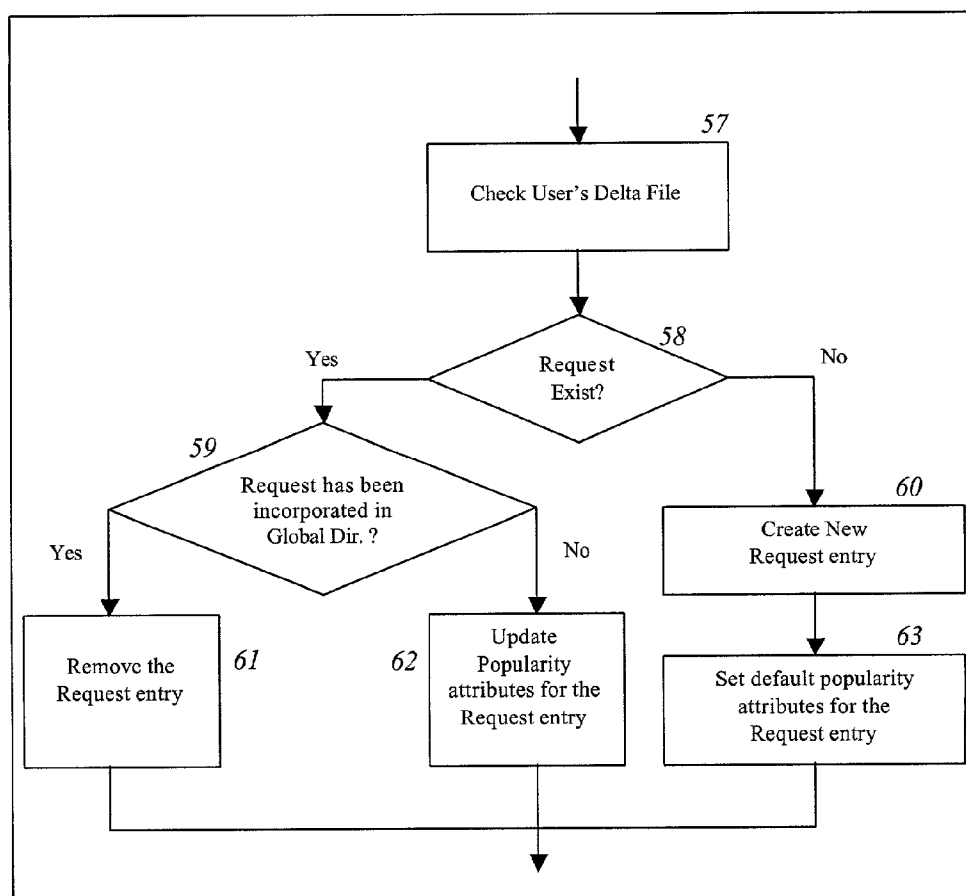 57
Check User's Delta File
58
Yes
No
Request
Exist?
59
Request has been
incorporated in
Global Dir. ?
60
Create New
Request entry
Yes
No
61
Remove the
Request entry
62
Update
Popularity
attributes for the
Request entry
63
Set default popularity
attributes for the
Request entry